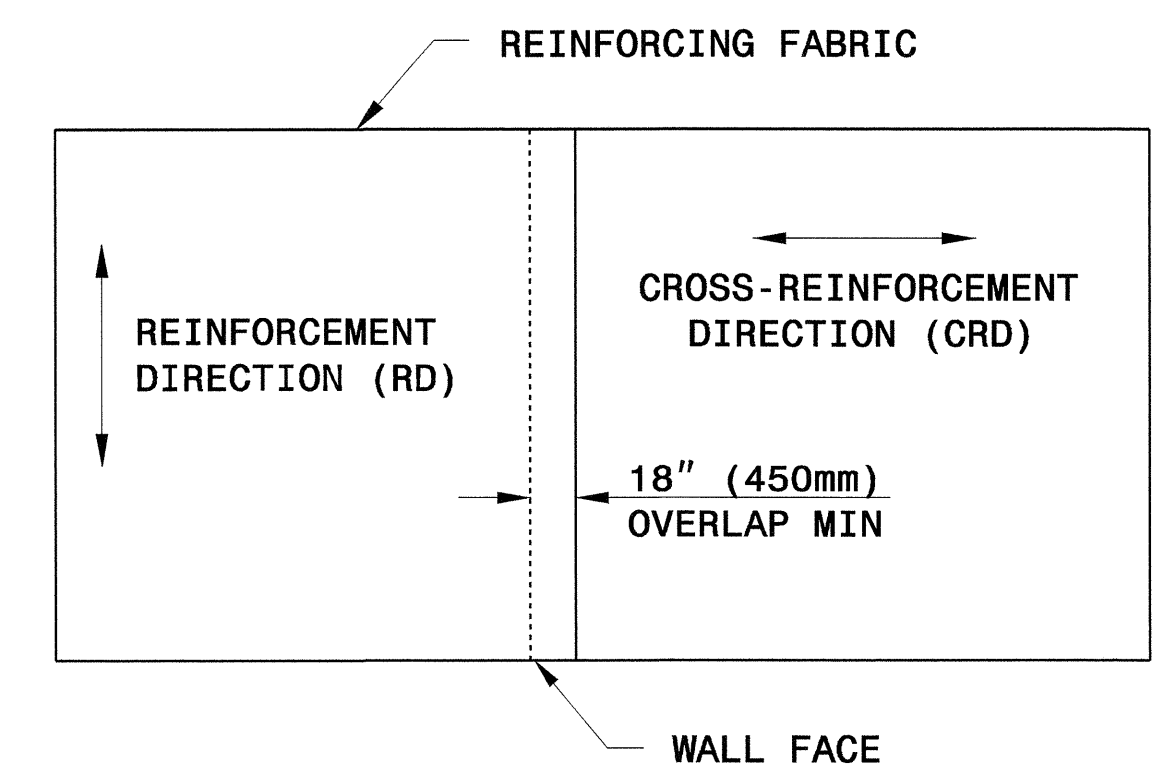 REINFORCING FABRIC
CROSS-REINFORCEMENT
DIRECTION (CRD)
REINFORCEMENT
DIRECTION (RD)
18" (450mm)
OVERLAP MIN
WALL FACE